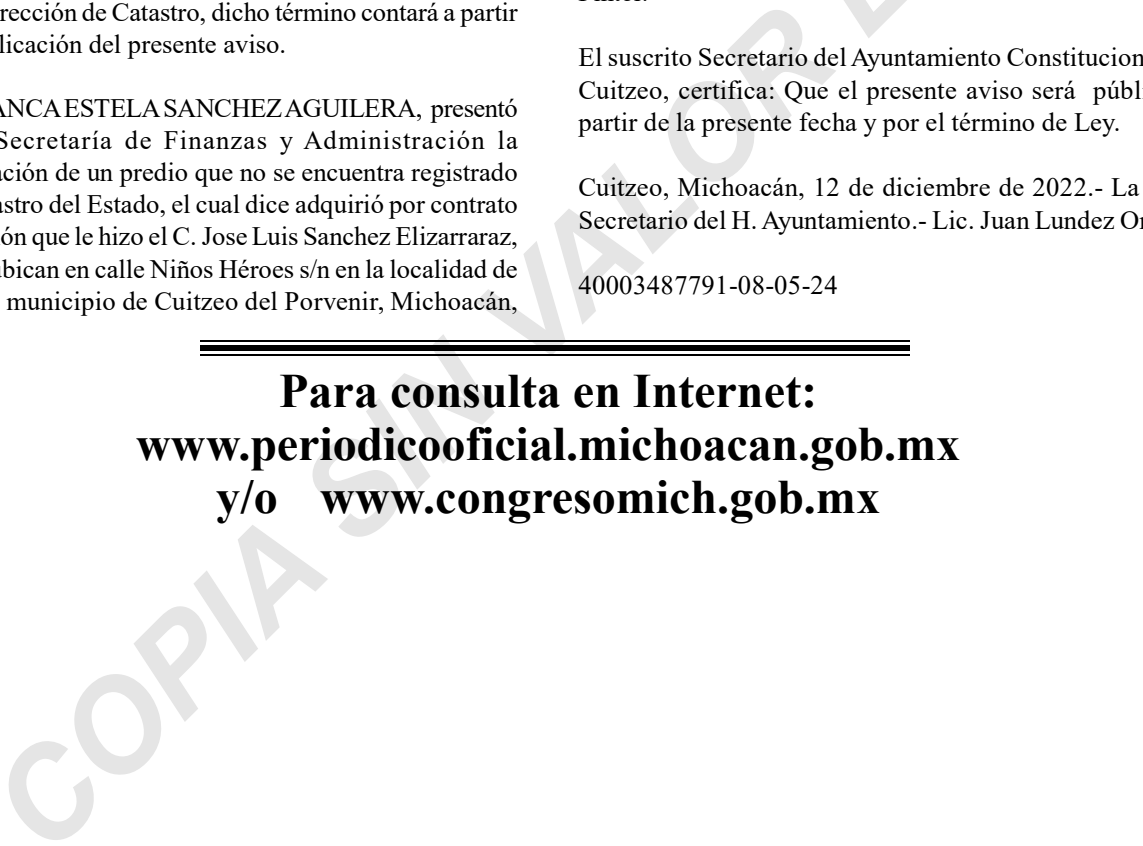 rección de Catastro, dicho término contará a partir
licación del presente aviso.
ANCA ESTELA SANCHEZ AGUILERA, presentó
Secretaría de Finanzas y Administración la
ación de un predio que no se encuentra registrado
astro del Estado, el cual dice adquirió por contrato
ón que le hizo el C. Jose Luis Sanchez Elizarraraz,
ubican en calle Niños Héroes s/n en la localidad de
municipio de Cuitzeo del Porvenir, Michoacán,
El suscrito Secretario del Ayuntamiento Constitucion
Cuitzeo, certifica: Que el presente aviso será públi
partir de la presente fecha y por el término de Ley.
Cuitzeo, Michoacán, 12 de diciembre de 2022.- La
Secretario del H. Ayuntamiento.- Lic. Juan Lundez Or
40003487791-08-05-24
Para consulta en Internet:
www.periodicooficial.michoacan.gob.mx
y/o www.congresomich.gob.mx
COPIA SIN VALOR